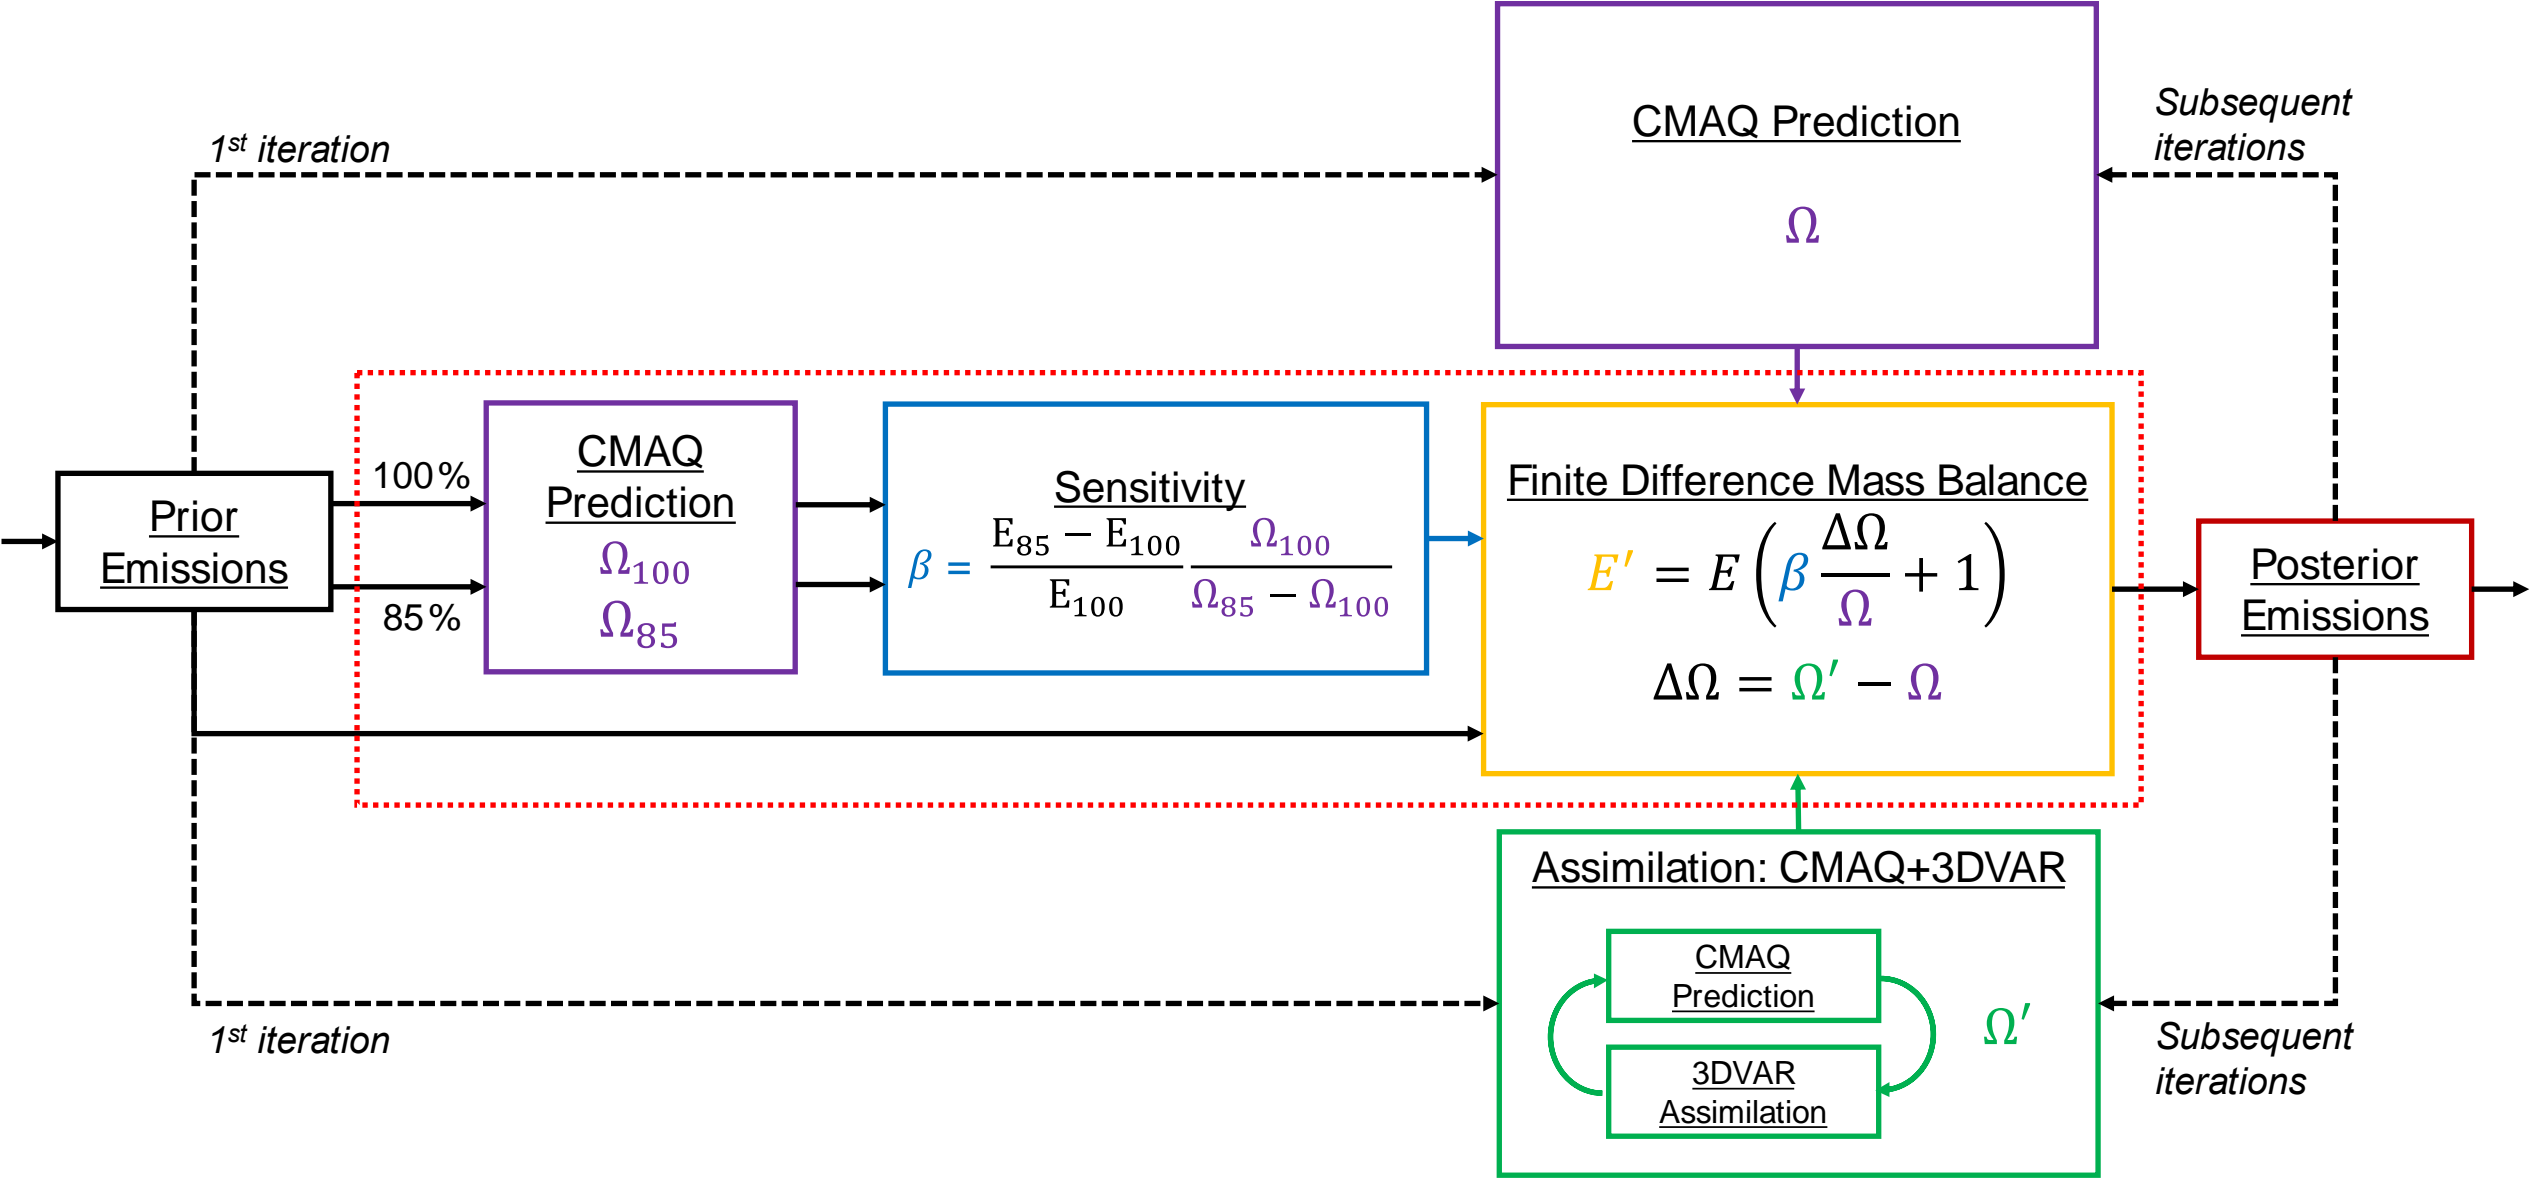 CMAQ Prediction
Ω
Subsequent
iterations
1st iteration
Prior
Emissions
100%
85%
CMAQ
Prediction
Ω100
Ω85
Sensitivity
β = (E85 − E100)/E100 Ω100/(Ω85 − Ω100)
Finite Difference Mass Balance
E′ = E(β ΔΩ/Ω + 1)
ΔΩ = Ω′ − Ω
Posterior
Emissions
Assimilation: CMAQ+3DVAR
CMAQ
Prediction
3DVAR
Assimilation
Ω′
1st iteration
Subsequent
iterations